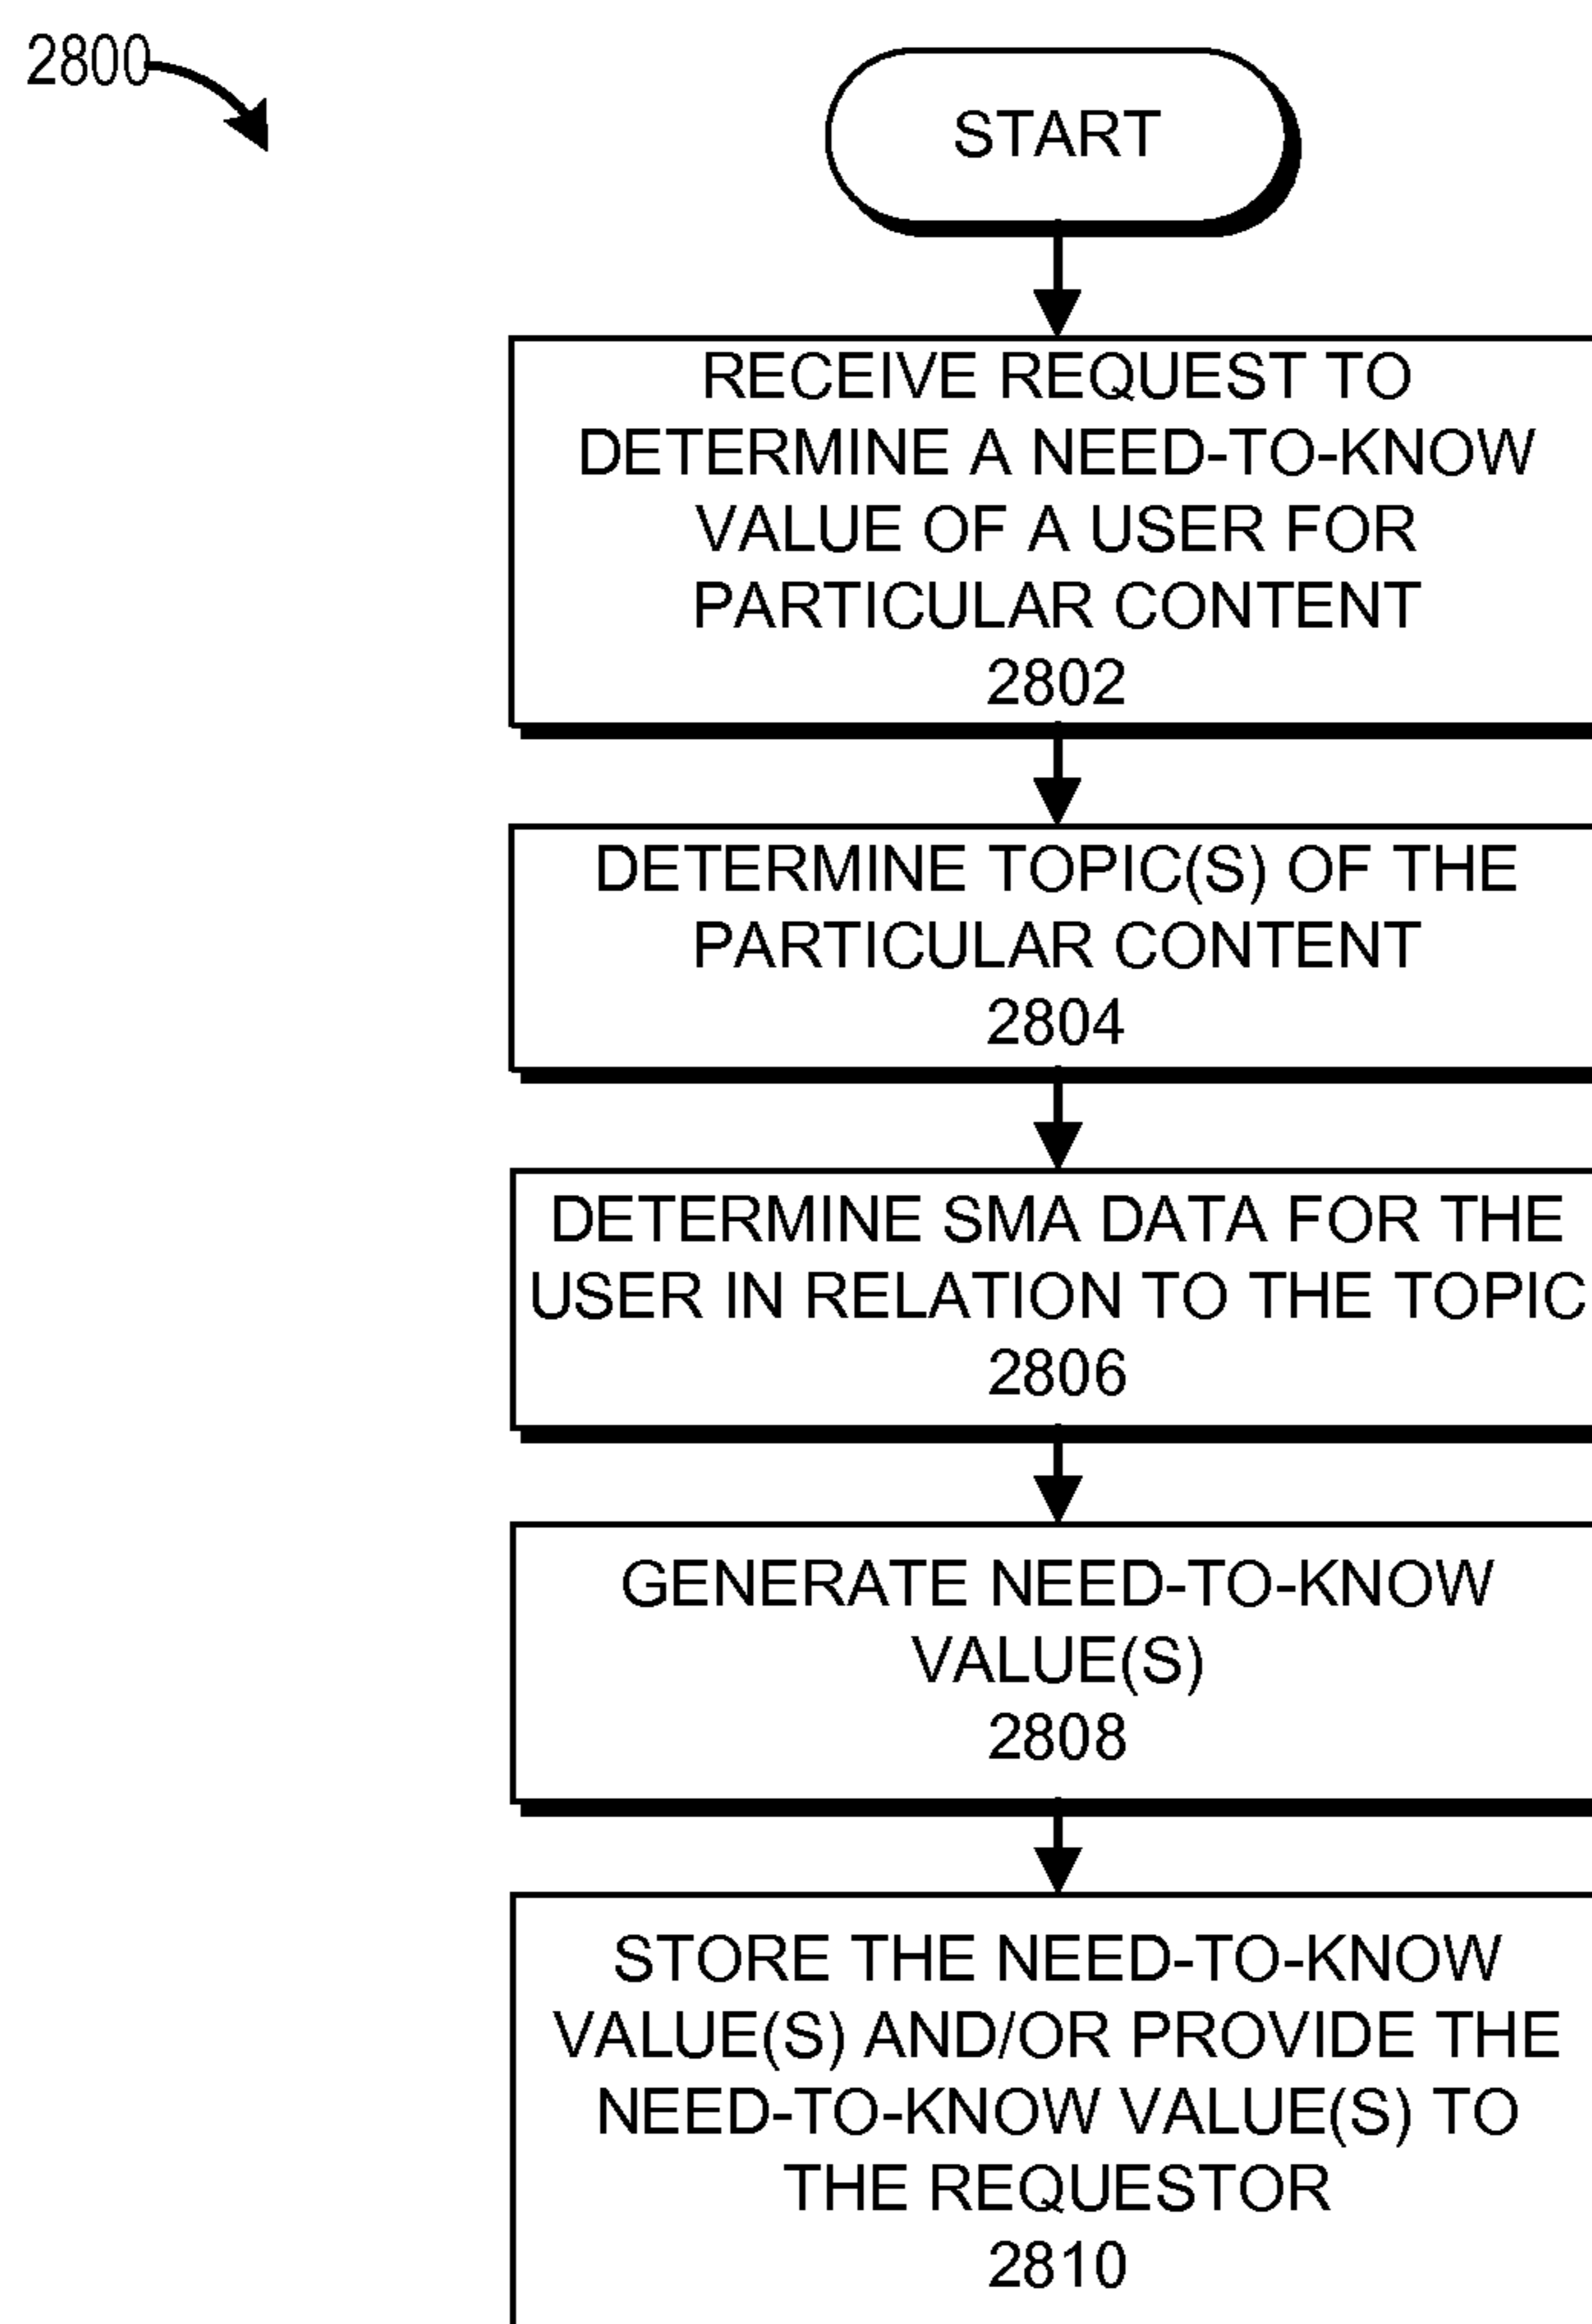 2800
START
RECEIVE REQUEST TO
DETERMINE A NEED-TO-KNOW
VALUE OF A USER FOR
PARTICULAR CONTENT
2802
DETERMINE TOPIC(S) OF THE
PARTICULAR CONTENT
2804
DETERMINE SMA DATA FOR THE
USER IN RELATION TO THE TOPIC
2806
GENERATE NEED-TO-KNOW
VALUE(S)
2808
STORE THE NEED-TO-KNOW
VALUE(S) AND/OR PROVIDE THE
NEED-TO-KNOW VALUE(S) TO
THE REQUESTOR
2810